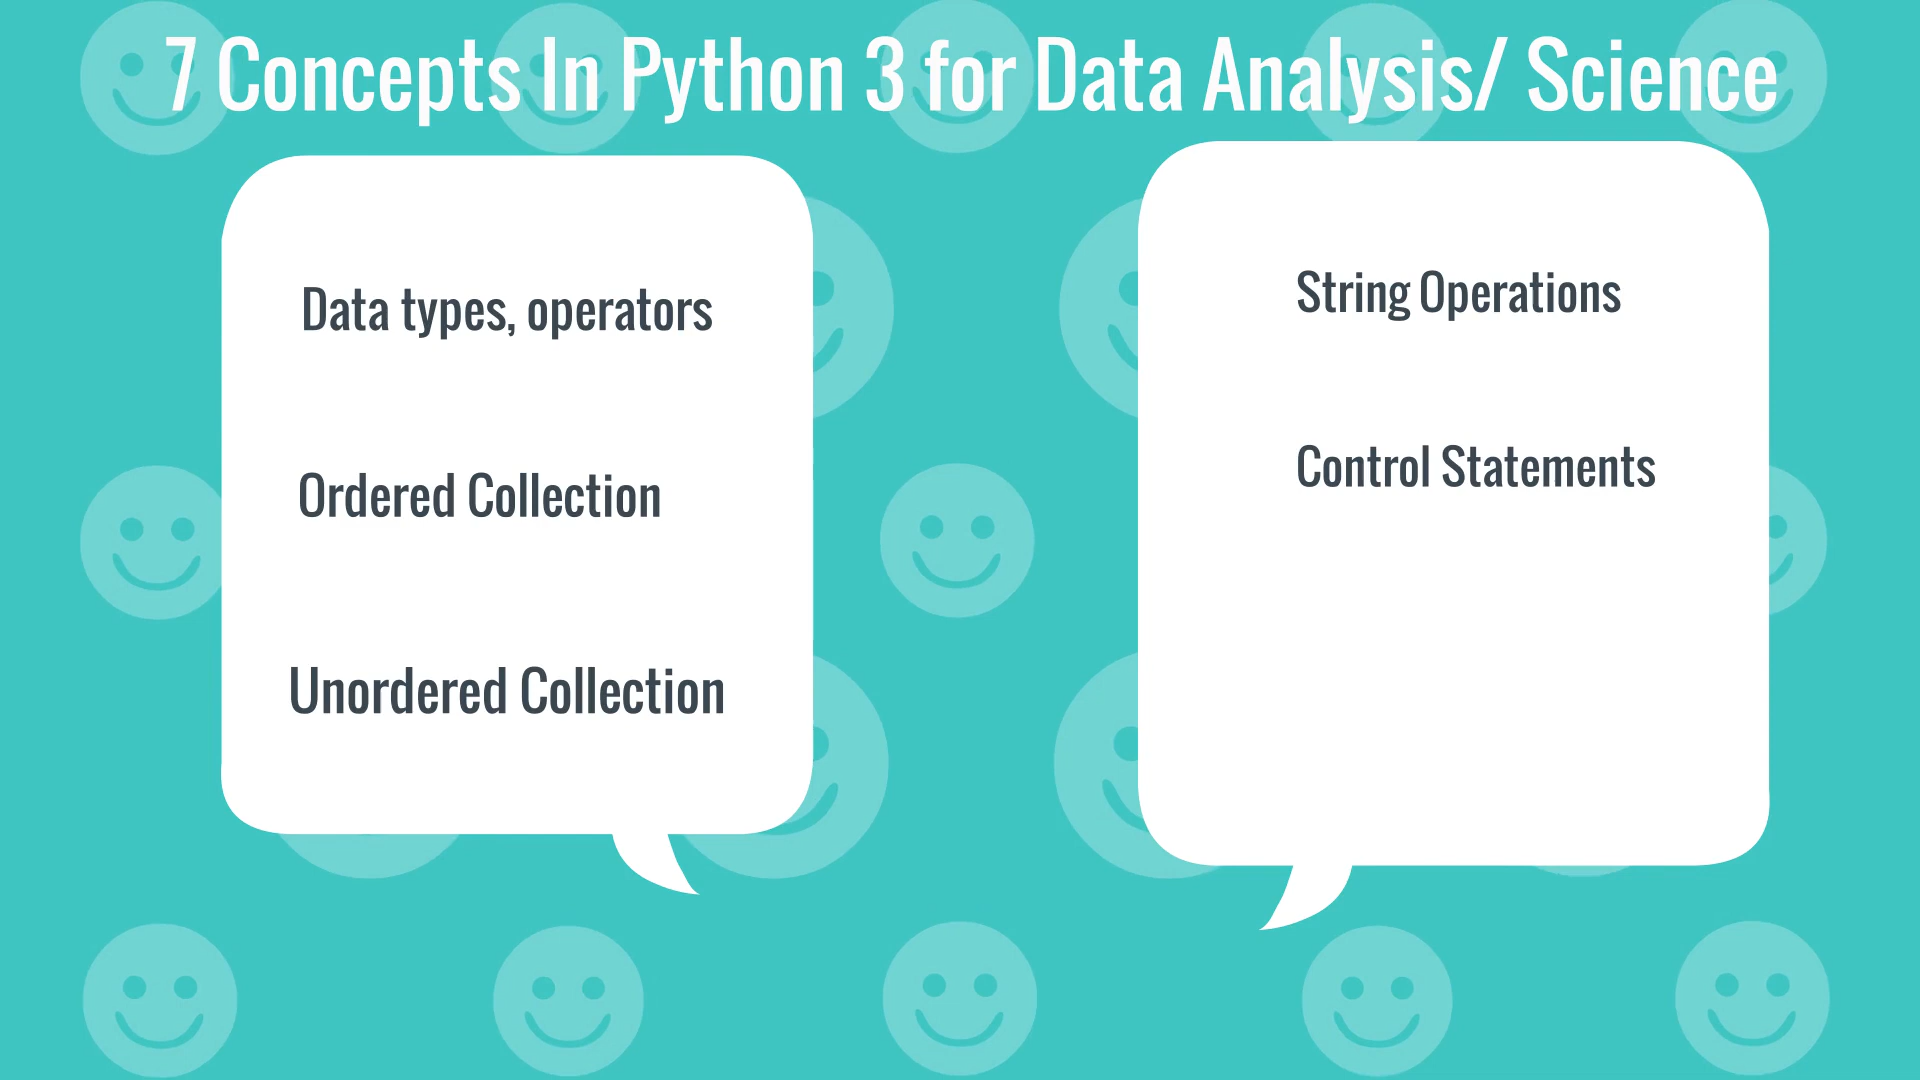 7 Concepts In Python 3 for Data Analysis/ Science
Data types, operators
Ordered Collection
Unordered Collection
String Operations
Control Statements